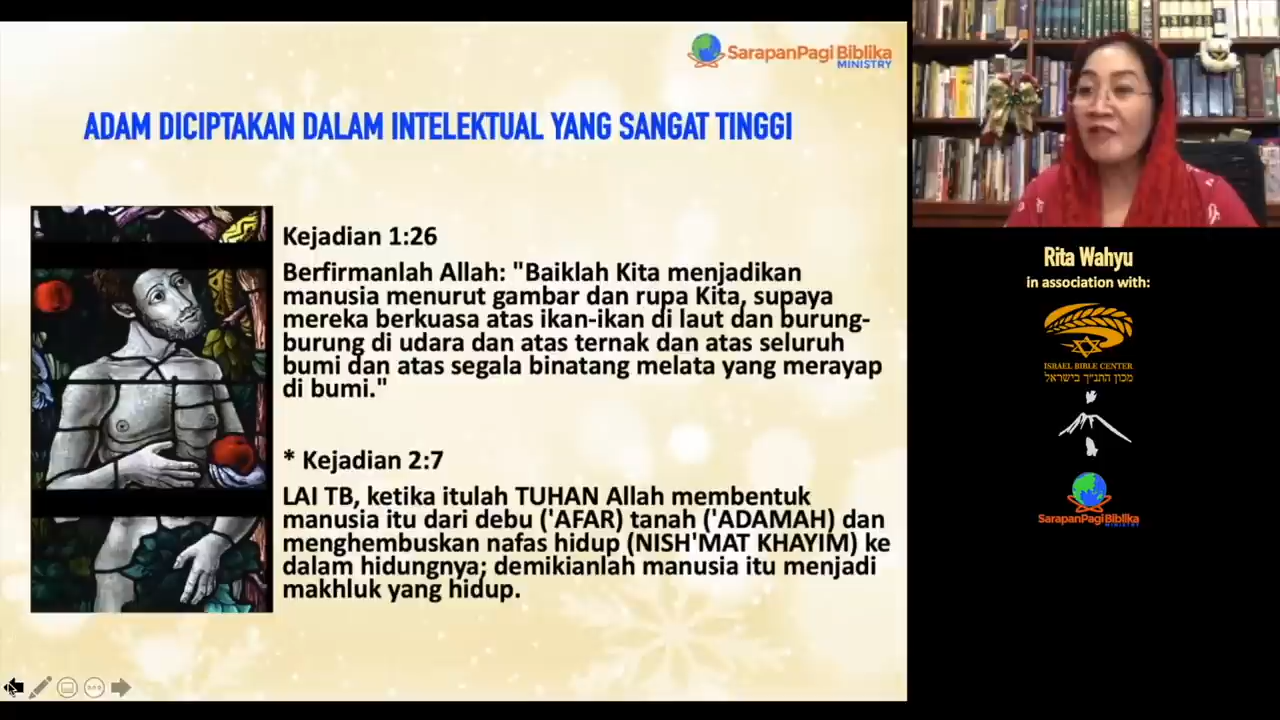 SarapanPagi Biblika
MINISTRY
ADAM DICIPTAKAN DALAM INTELEKTUAL YANG SANGAT TINGGI
Kejadian 1:26
Berfirmanlah Allah: "Baiklah Kita menjadikan
manusia menurut gambar dan rupa Kita, supaya
mereka berkuasa atas ikan-ikan di laut dan burung-
burung di udara dan atas ternak dan atas seluruh
bumi dan atas segala binatang melata yang merayap
di bumi."
* Kejadian 2:7
LAI TB, ketika itulah TUHAN Allah membentuk
manusia itu dari debu ('AFAR) tanah ('ADAMAH) dan
menghembuskan nafas hidup (NISH'MAT KHAYIM) ke
dalam hidungnya; demikianlah manusia itu menjadi
makhluk yang hidup.
Rita Wahyu
in association with:
ISRAEL BIBLE CENTER
מכון התנ״ך בישראל
SarapanPagi Biblika
MINISTRY